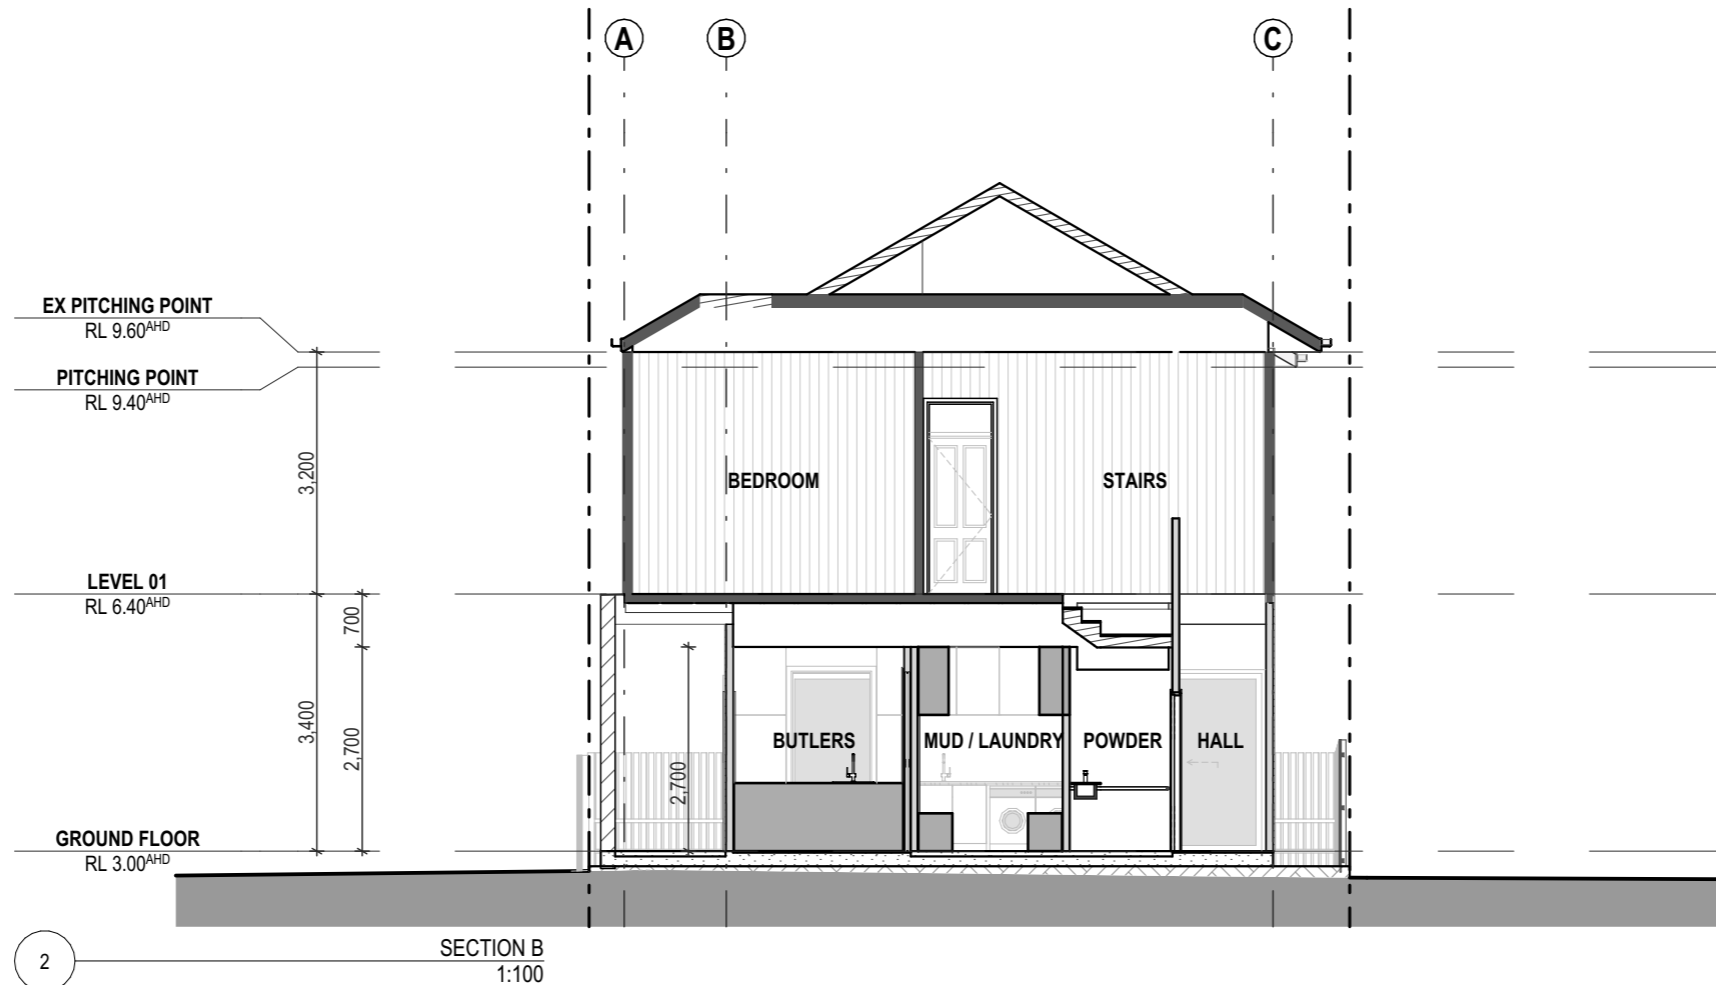 A
B
C
EX PITCHING POINT
RL 9.60AHD
PITCHING POINT
RL 9.40AHD
3,200
BEDROOM
STAIRS
LEVEL 01
RL 6.40AHD
700
3,400
2,700
2,700
BUTLERS
MUD / LAUNDRY
POWDER
HALL
GROUND FLOOR
RL 3.00AHD
2
SECTION B
1:100